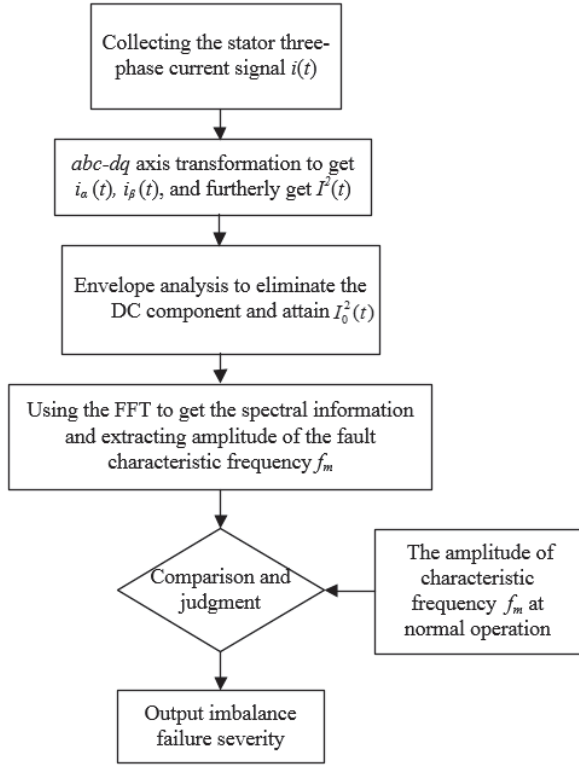 Collecting the stator three-
phase current signal i(t)
abc-dq axis transformation to get
iα(t), iβ(t), and furtherly get I²(t)
Envelope analysis to eliminate the
DC component and attain I₀²(t)
Using the FFT to get the spectral information
and extracting amplitude of the fault
characteristic frequency fₘ
Comparison and
judgment
The amplitude of
characteristic
frequency fₘ at
normal operation
Output imbalance
failure severity